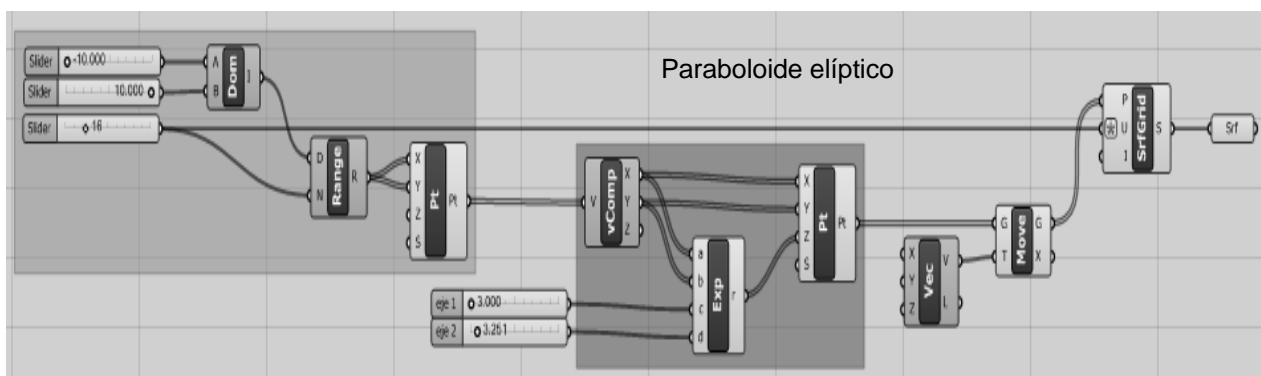 Paraboloide elíptico
Slider -10.000
Slider 10.000
Slider 16
A
B
Dom
I
D
N
Range
R
X
Y
Z
S
Pt
Pt
V
vComp
X
Y
Z
a
b
c
d
Exp
r
eje 1 3.000
eje 2 3.251
X
Y
Z
S
Pt
Pt
X
Y
Z
Vec
V
L
G
T
Move
G
X
P
U
I
SrfGrid
S
Srf